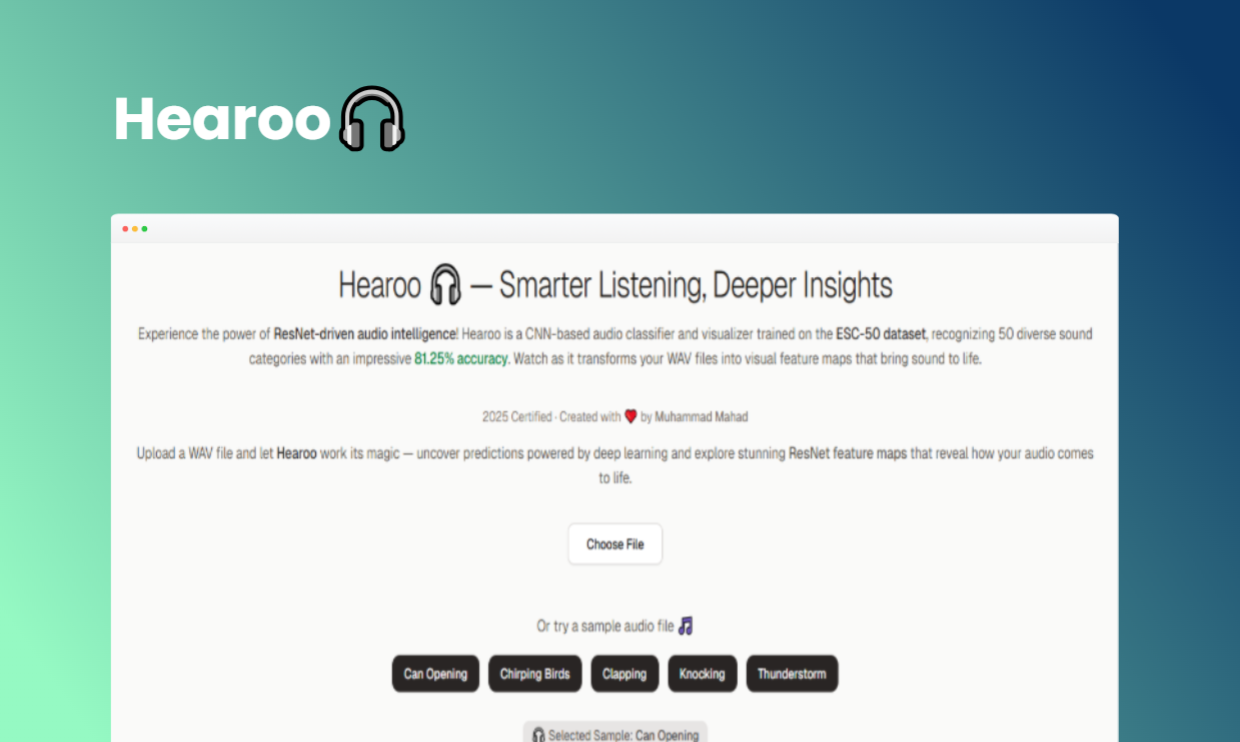 Hearoo
Hearoo 🎧 — Smarter Listening, Deeper Insights
Experience the power of ResNet-driven audio intelligence! Hearoo is a CNN-based audio classifier and visualizer trained on the ESC-50 dataset, recognizing 50 diverse sound
categories with an impressive 81.25% accuracy. Watch as it transforms your WAV files into visual feature maps that bring sound to life.
2025 Certified · Created with ❤️ by Muhammad Mahad
Upload a WAV file and let Hearoo work its magic — uncover predictions powered by deep learning and explore stunning ResNet feature maps that reveal how your audio comes
to life.
Choose File
Or try a sample audio file 🎵
Can Opening
Chirping Birds
Clapping
Knocking
Thunderstorm
🎧 Selected Sample: Can Opening